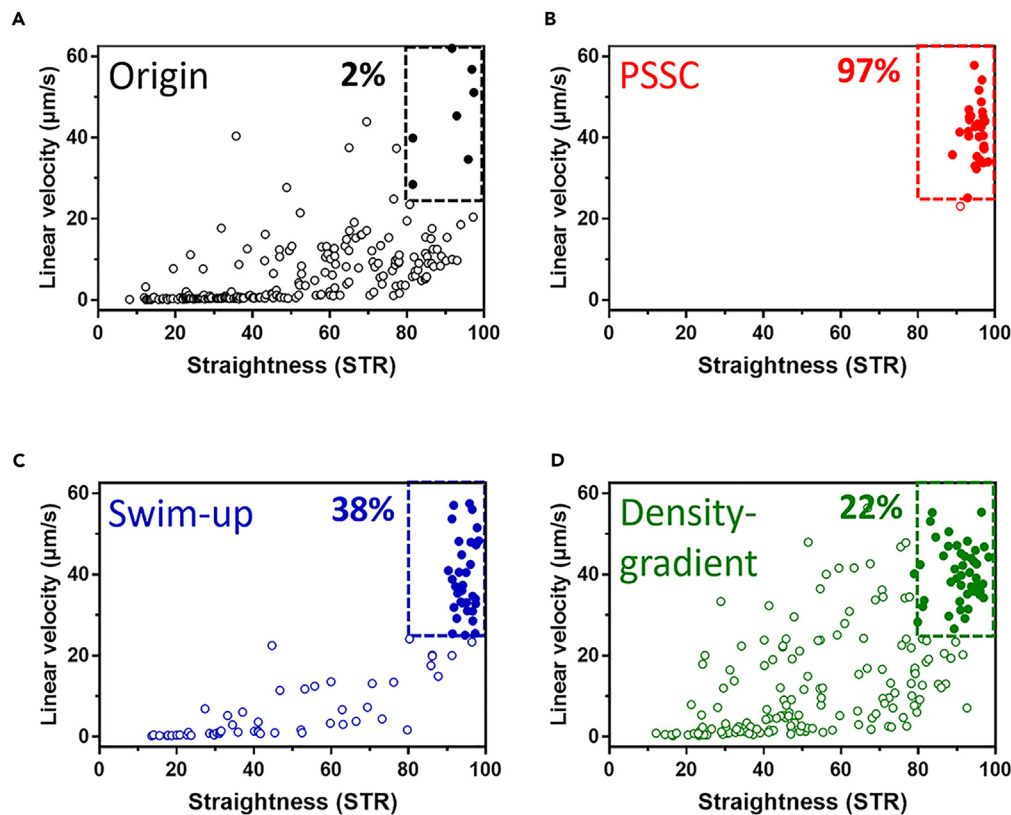 A
Linear velocity (μm/s)
60
40
20
0
Origin
2%
0 20 40 60 80 100
Straightness (STR)
B
Linear velocity (μm/s)
60
40
20
0
PSSC
97%
0 20 40 60 80 100
Straightness (STR)
C
Linear velocity (μm/s)
60
40
20
0
Swim-up
38%
0 20 40 60 80 100
Straightness (STR)
D
Linear velocity (μm/s)
60
40
20
0
Density-
gradient
22%
0 20 40 60 80 100
Straightness (STR)